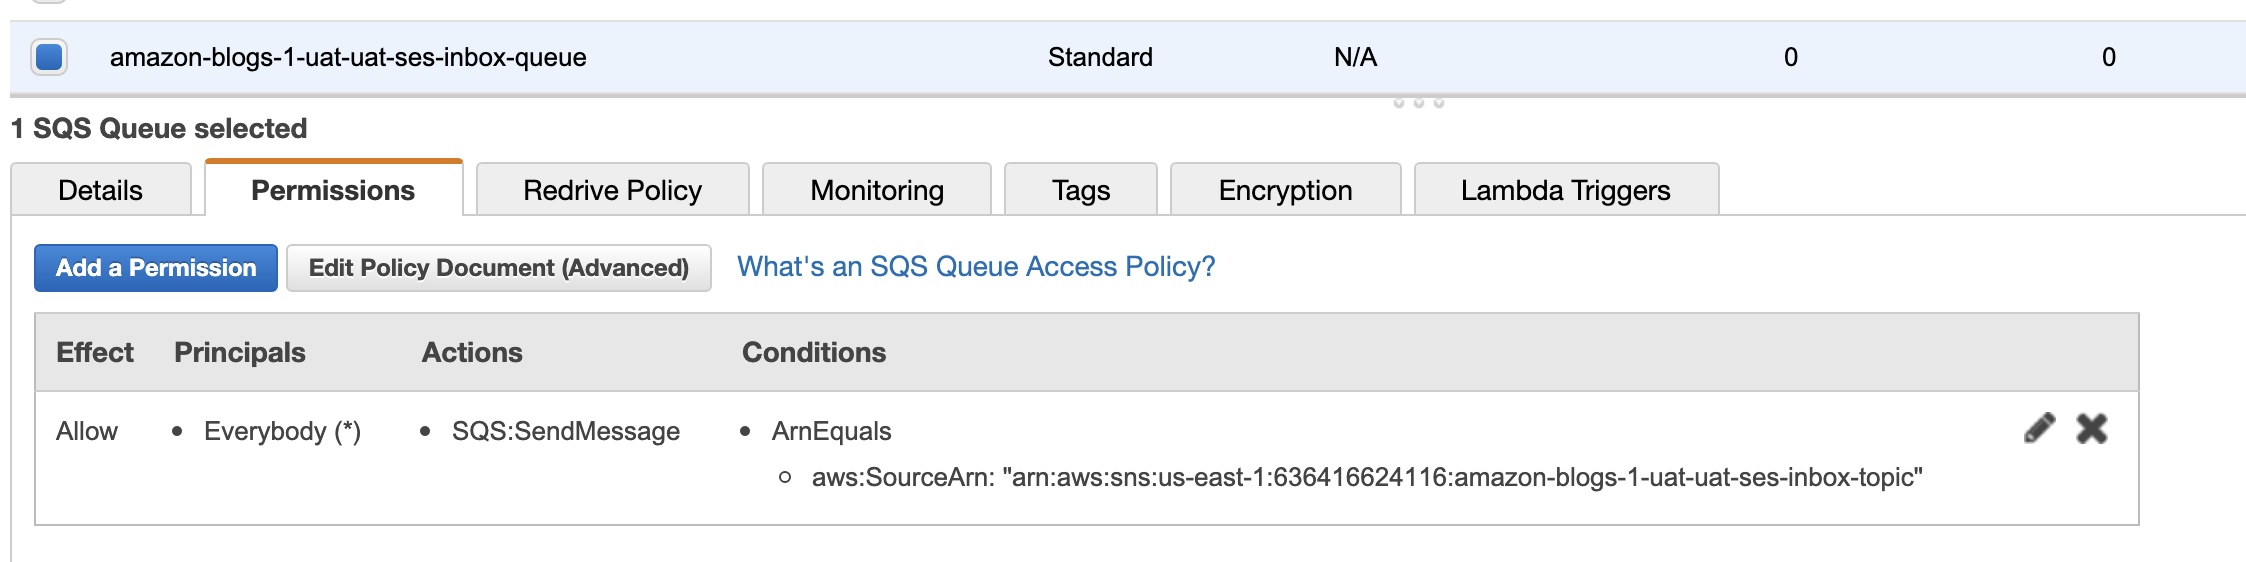 amazon-blogs-1-uat-uat-ses-inbox-queue Standard N/A 0 0
1 SQS Queue selected
Details Permissions Redrive Policy Monitoring Tags Encryption Lambda Triggers
Add a Permission Edit Policy Document (Advanced) What's an SQS Queue Access Policy?
Effect Principals Actions Conditions
Allow • Everybody (*) • SQS:SendMessage • ArnEquals
aws:SourceArn: "arn:aws:sns:us-east-1:636416624116:amazon-blogs-1-uat-uat-ses-inbox-topic"